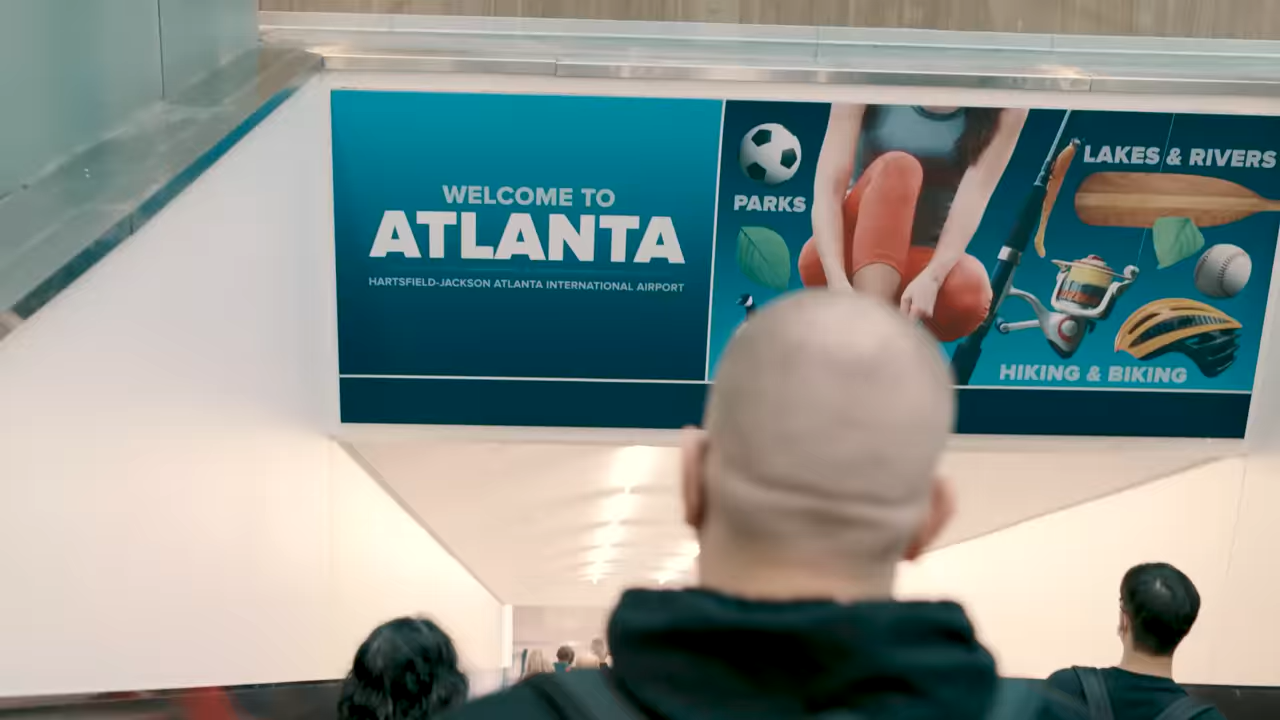 WELCOME TO
ATLANTA
HARTSFIELD-JACKSON ATLANTA INTERNATIONAL AIRPORT
PARKS
LAKES & RIVERS
HIKING & BIKING